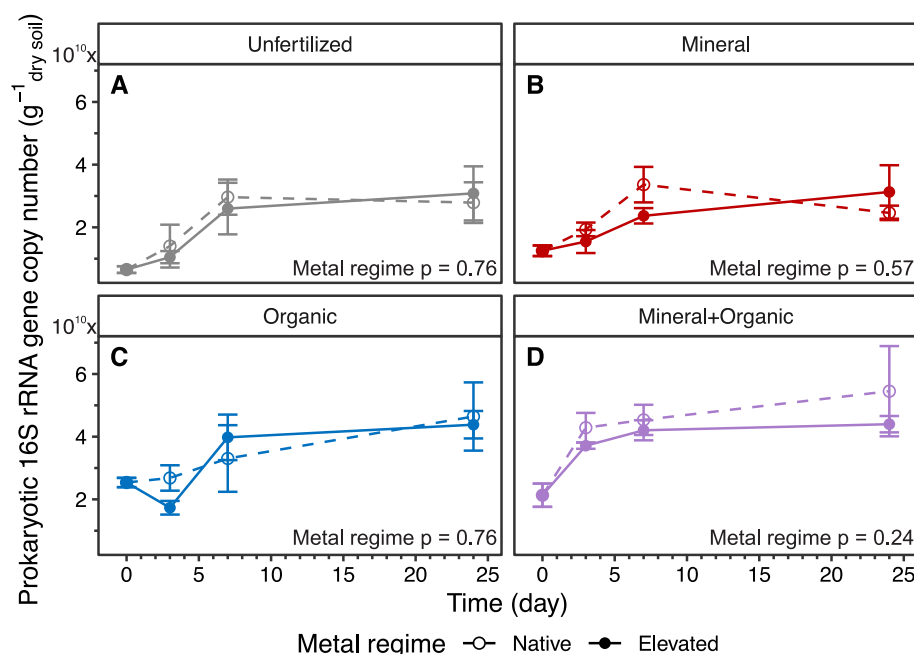 Prokaryotic 16S rRNA gene copy number (g⁻¹ dry soil)
Unfertilized
Mineral
10¹⁰x
A
B
6
4
2
Metal regime p = 0.76
Metal regime p = 0.57
Organic
Mineral+Organic
10¹⁰x
C
D
6
4
2
Metal regime p = 0.76
Metal regime p = 0.24
0 5 10 15 20 25
0 5 10 15 20 25
Time (day)
Metal regime Native Elevated